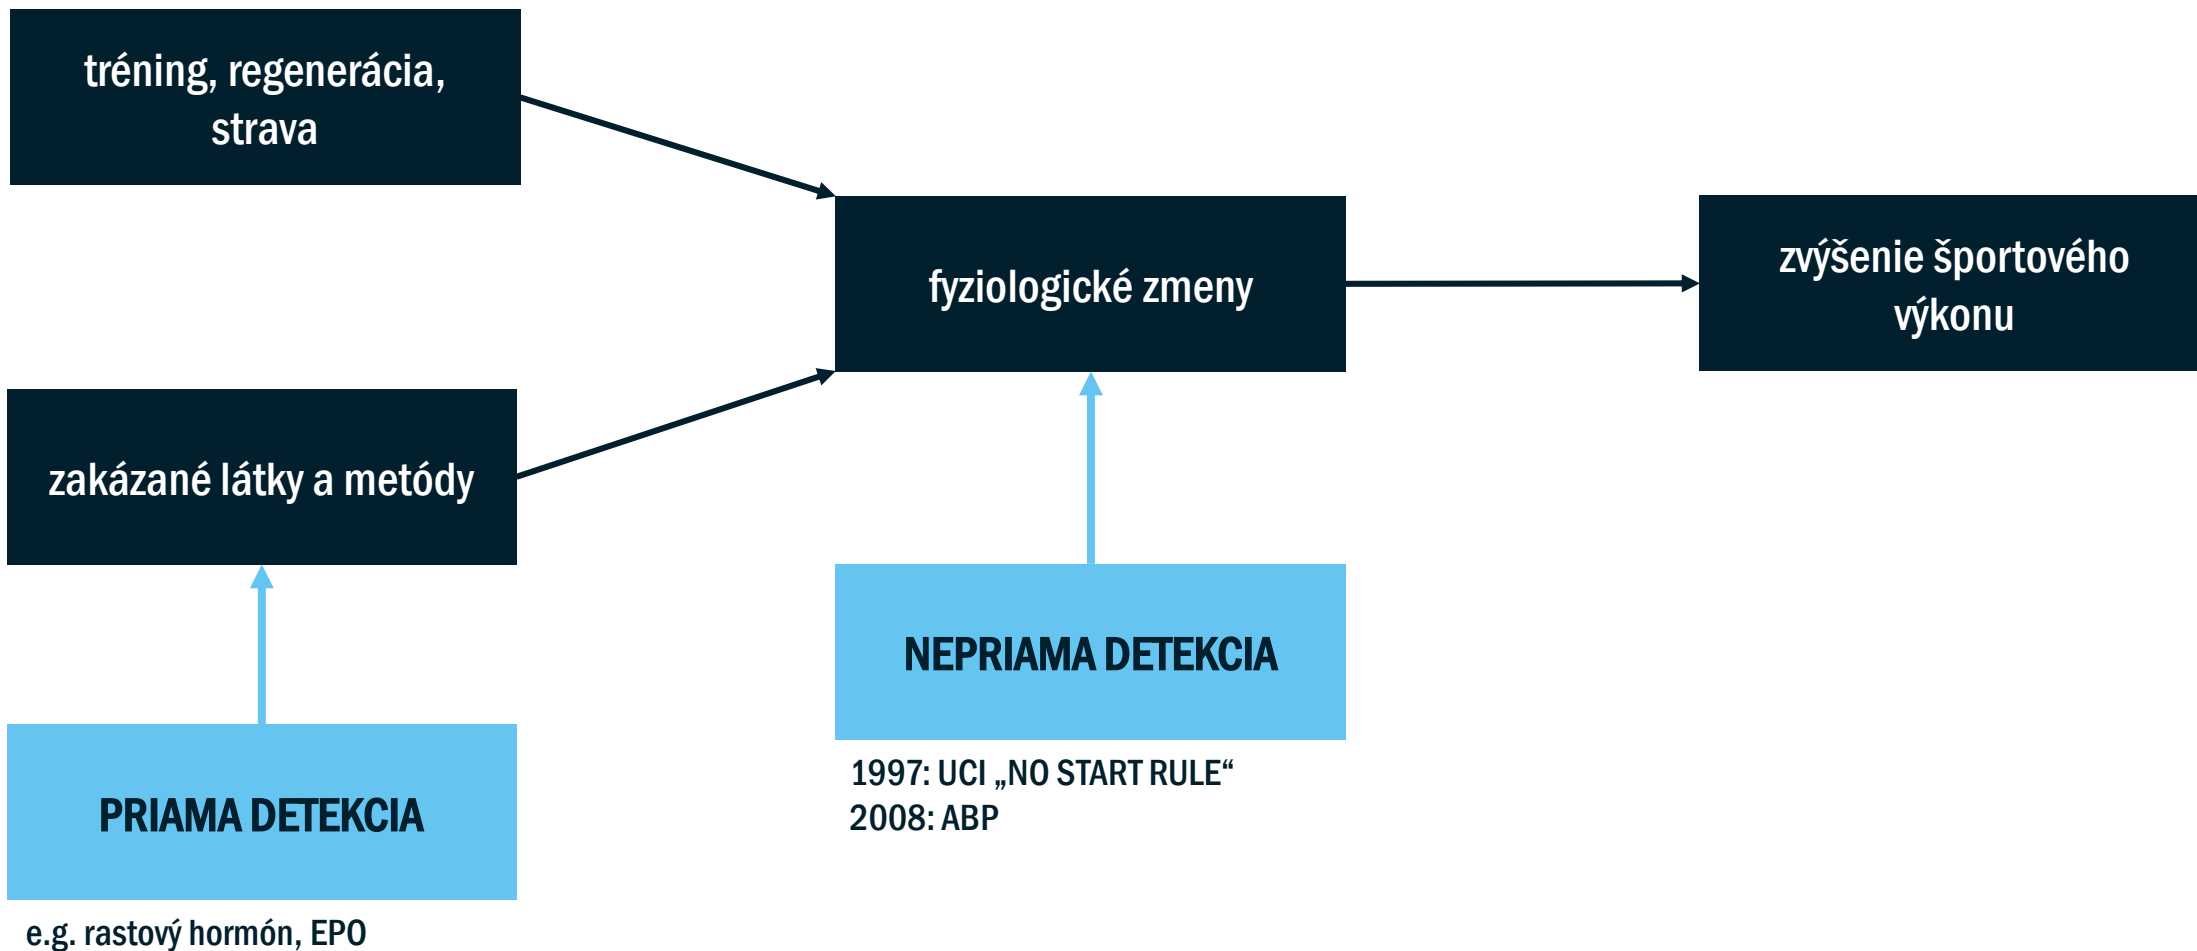 tréning, regenerácia,
strava
fyziologické zmeny
zvýšenie športového
výkonu
zakázané látky a metódy
NEPRIAMA DETEKCIA
1997: UCI „NO START RULE“
2008: ABP
PRIAMA DETEKCIA
e.g. rastový hormón, EPO